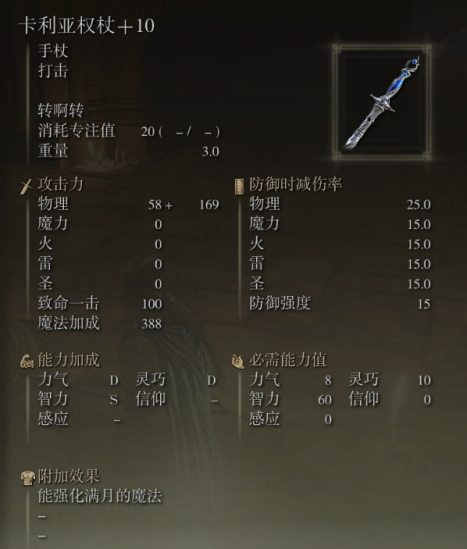 卡利亚权杖+10
手杖
打击
转啊转
消耗专注值 20 ( – / – )
重量 3.0
攻击力
物理 58 + 169
魔力 0
火 0
雷 0
圣 0
致命一击 100
魔法加成 388
防御时减伤率
物理 25.0
魔力 15.0
火 15.0
雷 15.0
圣 15.0
防御强度 15
能力加成
力气 D 灵巧 D
智力 S 信仰 –
感应 –
必需能力值
力气 8 灵巧 10
智力 60 信仰 0
感应 0
附加效果
能强化满月的魔法
–
–